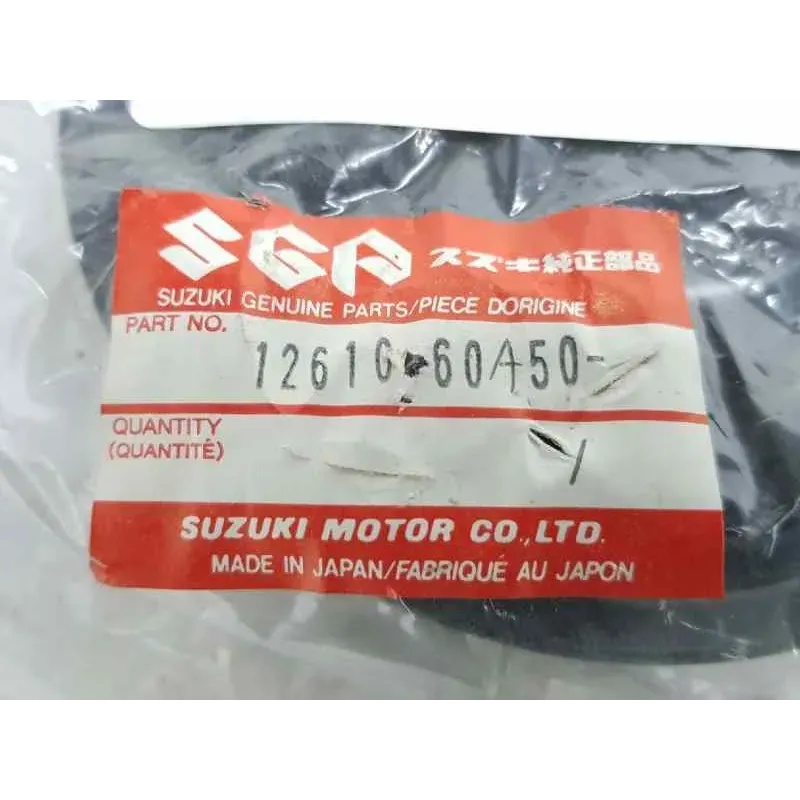 SGP スズキ純正部品
SUZUKI GENUINE PARTS/PIECE DORIGINE
PART NO.
12610-60A50-
QUANTITY
(QUANTITÉ)
1
SUZUKI MOTOR CO.,LTD.
MADE IN JAPAN/FABRIQUÉ AU JAPON